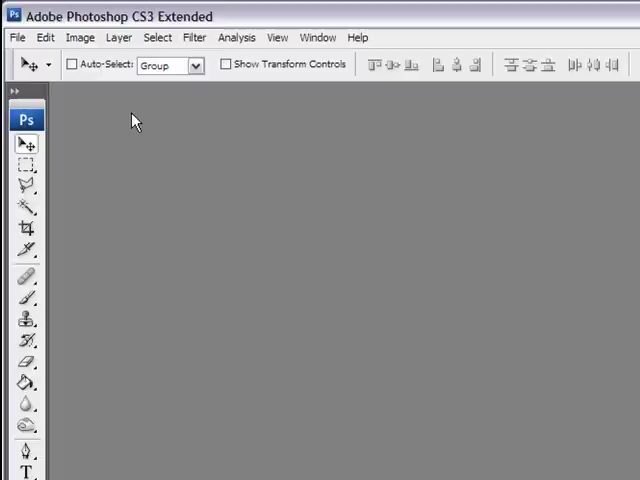 Ps Adobe Photoshop CS3 Extended
File Edit Image Layer Select Filter Analysis View Window Help
Auto-Select: Group Show Transform Controls
Ps
T